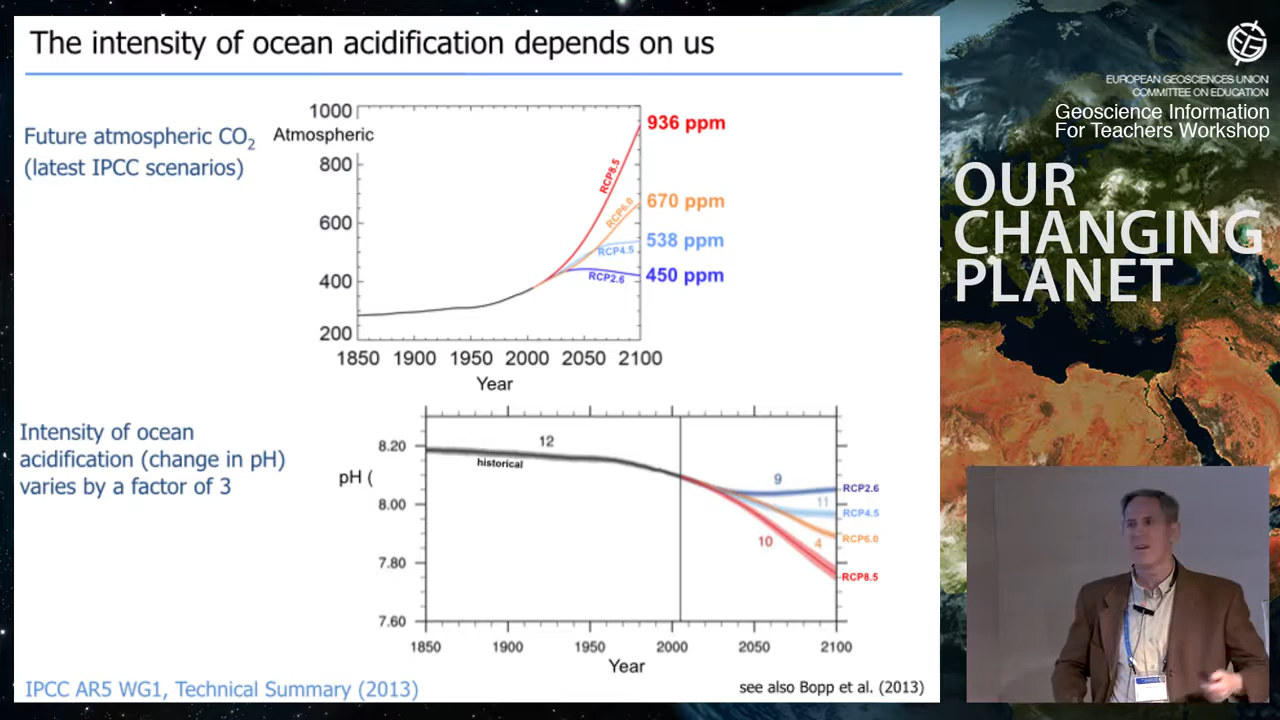 The intensity of ocean acidification depends on us
Future atmospheric CO2
(latest IPCC scenarios)
1000
Atmospheric
800
600
400
200
1850 1900 1950 2000 2050 2100
Year
RCP8.5
RCP6.0
RCP4.5
RCP2.6
936 ppm
670 ppm
538 ppm
450 ppm
Intensity of ocean
acidification (change in pH)
varies by a factor of 3
8.20
pH (
8.00
7.80
7.60
12
historical
9
11
10
4
RCP2.6
RCP4.5
RCP6.0
RCP8.5
1850 1900 1950 2000 2050 2100
Year
IPCC AR5 WG1, Technical Summary (2013)
see also Bopp et al. (2013)
EGU
EUROPEAN GEOSCIENCES UNION
COMMITTEE ON EDUCATION
Geoscience Information
For Teachers Workshop
OUR
CHANGING
PLANET